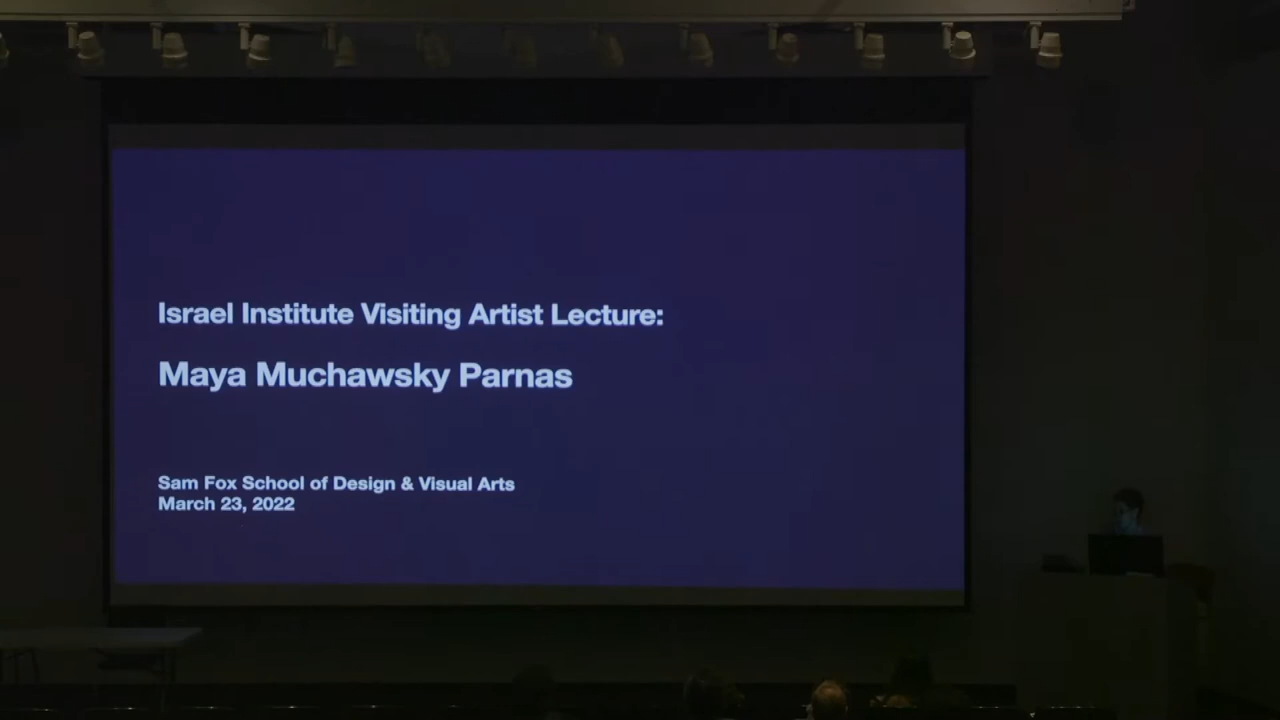 Israel Institute Visiting Artist Lecture:
Maya Muchawsky Parnas
Sam Fox School of Design & Visual Arts
March 23, 2022